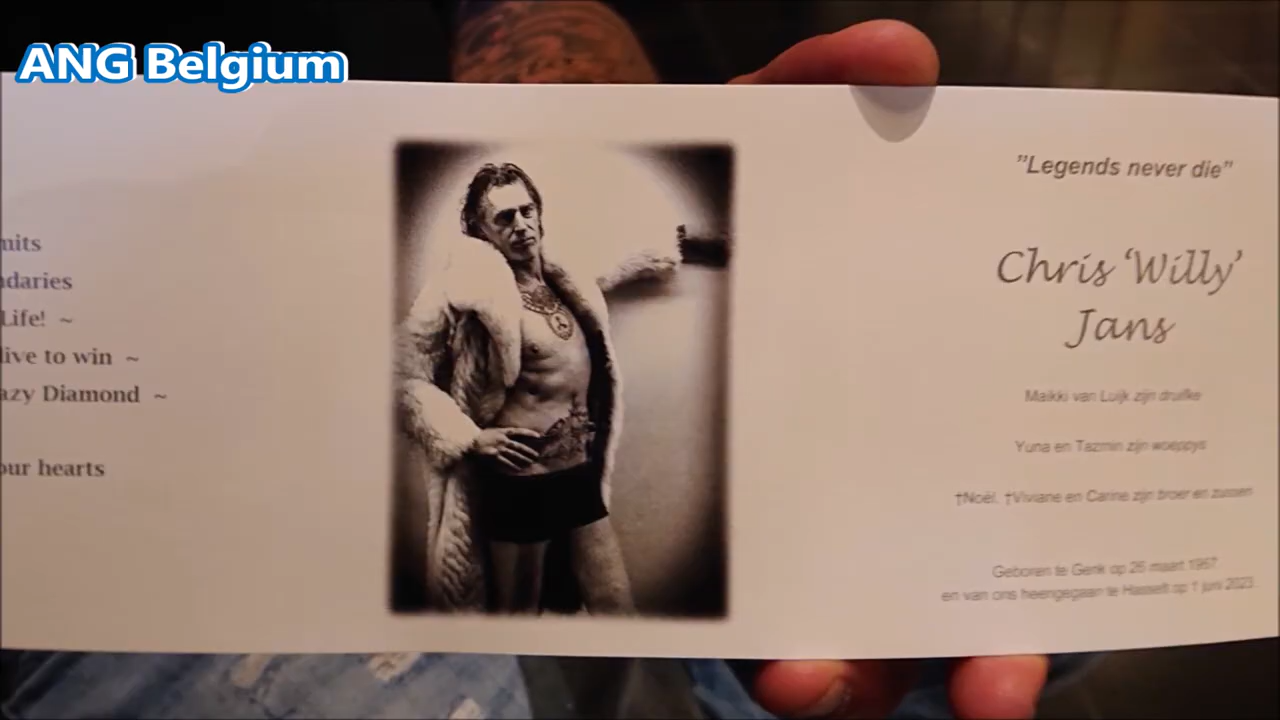 ANG Belgium
nits
ndaries
Life! ~
live to win ~
azy Diamond ~
our hearts
”Legends never die”
Chris ‘Willy’
Jans
Maikki van Luijk zijn druifke
Yuna en Tazmin zijn woeppys
†Noël, †Viviane en Carine zijn broer en zussen
Geboren te Genk op 26 maart 1967
en van ons heengegaan te Hasselt op 1 juni 2023.